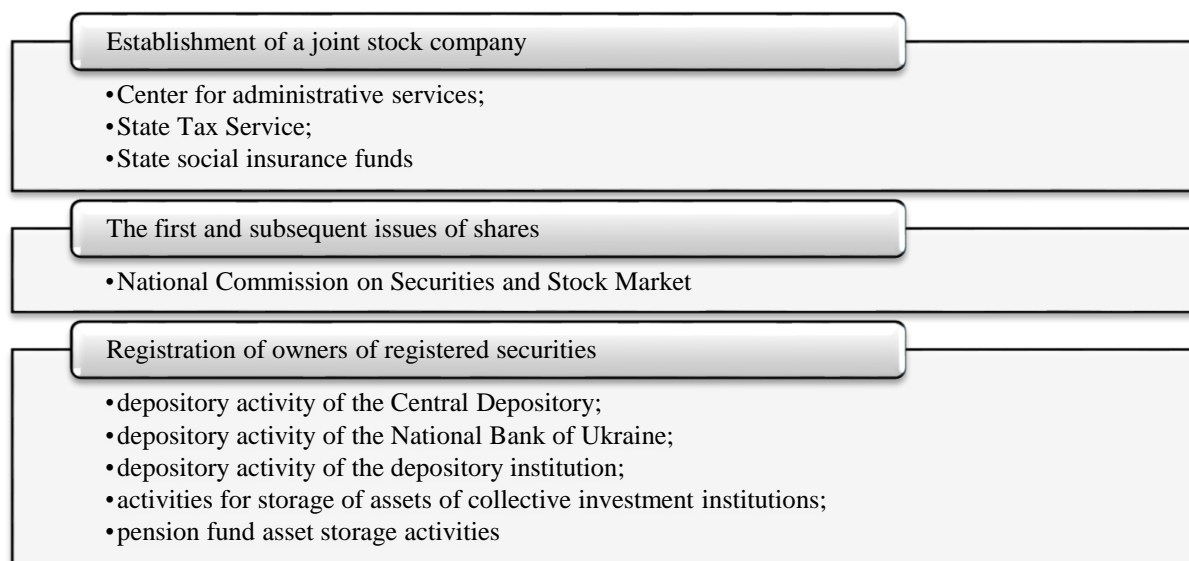 Establishment of a joint stock company
•Center for administrative services;
•State Tax Service;
•State social insurance funds
The first and subsequent issues of shares
•National Commission on Securities and Stock Market
Registration of owners of registered securities
•depository activity of the Central Depository;
•depository activity of the National Bank of Ukraine;
•depository activity of the depository institution;
•activities for storage of assets of collective investment institutions;
•pension fund asset storage activities